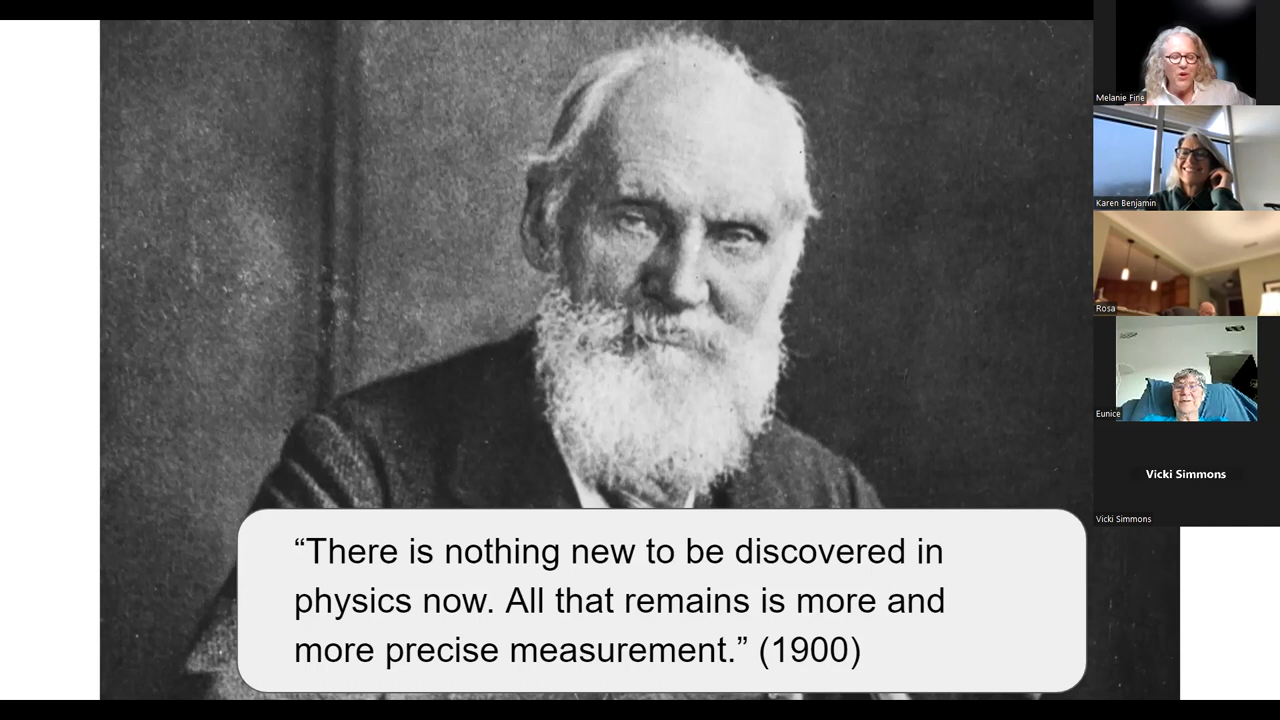 “There is nothing new to be discovered in
physics now. All that remains is more and
more precise measurement.” (1900)
Melanie Fine
Karen Benjamin
Rosa
Eunice
Vicki Simmons
Vicki Simmons